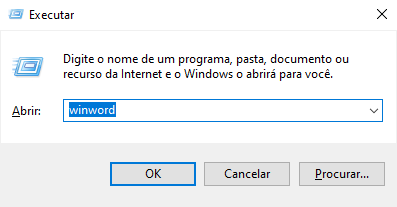 Executar
Digite o nome de um programa, pasta, documento ou
recurso da Internet e o Windows o abrirá para você.
Abrir: winword
OK Cancelar Procurar...